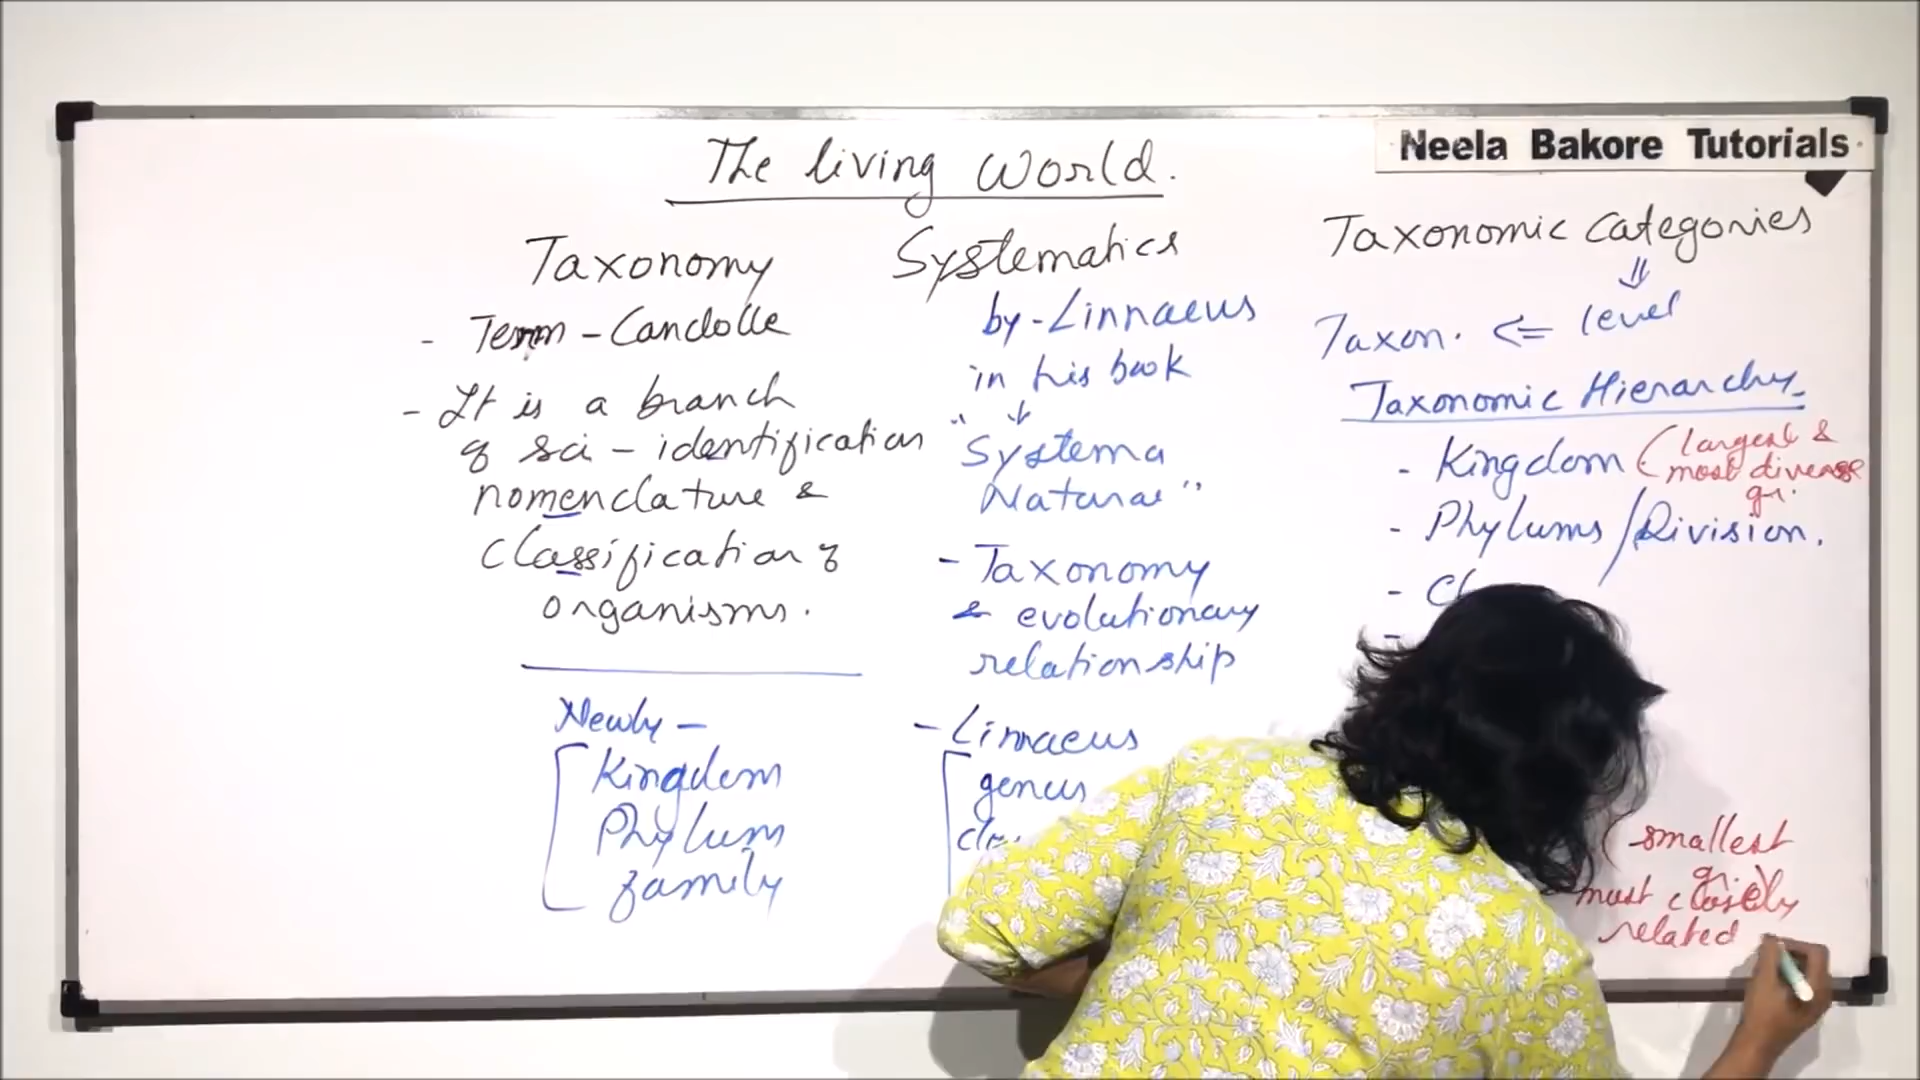 Neela Bakore Tutorials
The living world.
Taxonomy
- Term - Candolle
- It is a branch
of sci - identification
nomenclature &
classification of
organisms.
Newly -
Kingdom
Phylum
family
Systematics
by - Linnaeus
in his book
"Systema
Naturae"
- Taxonomy
& evolutionary
relationship
- Linnaeus
genus
Taxonomic Categories
⇓
Taxon. <= level
Taxonomic Hierarchy
- Kingdom (largest &
most diverse
gr.
- Phylums / Division.
(smallest
gr.)
most closely
related